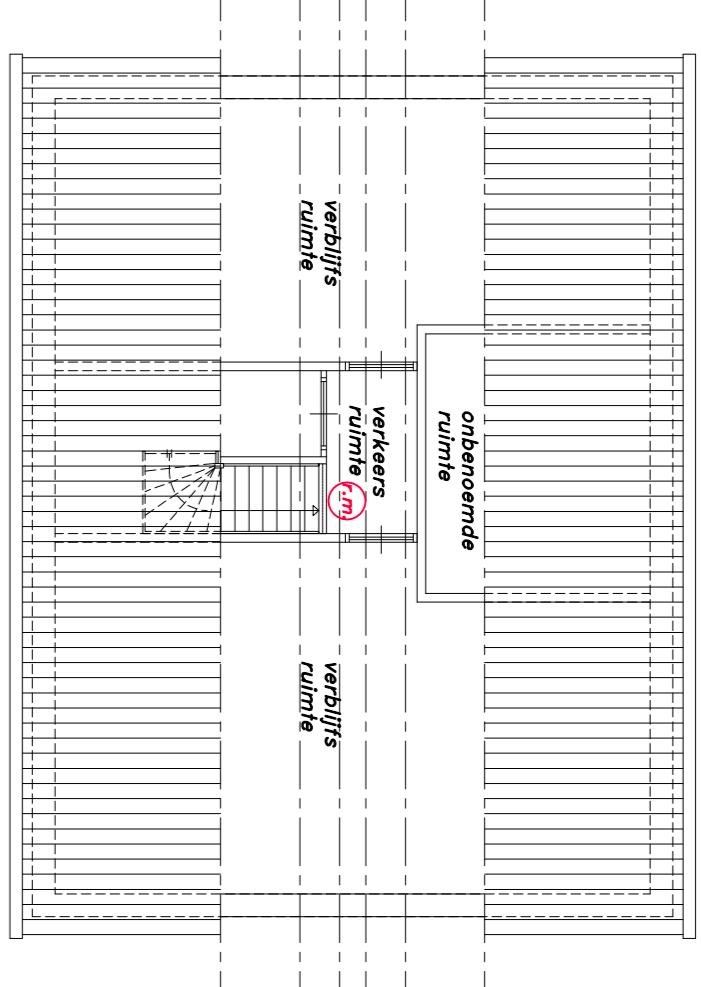 verblijfs
ruimte
onbenoemde
ruimte
verkeers
ruimte
r.m.
verblijfs
ruimte